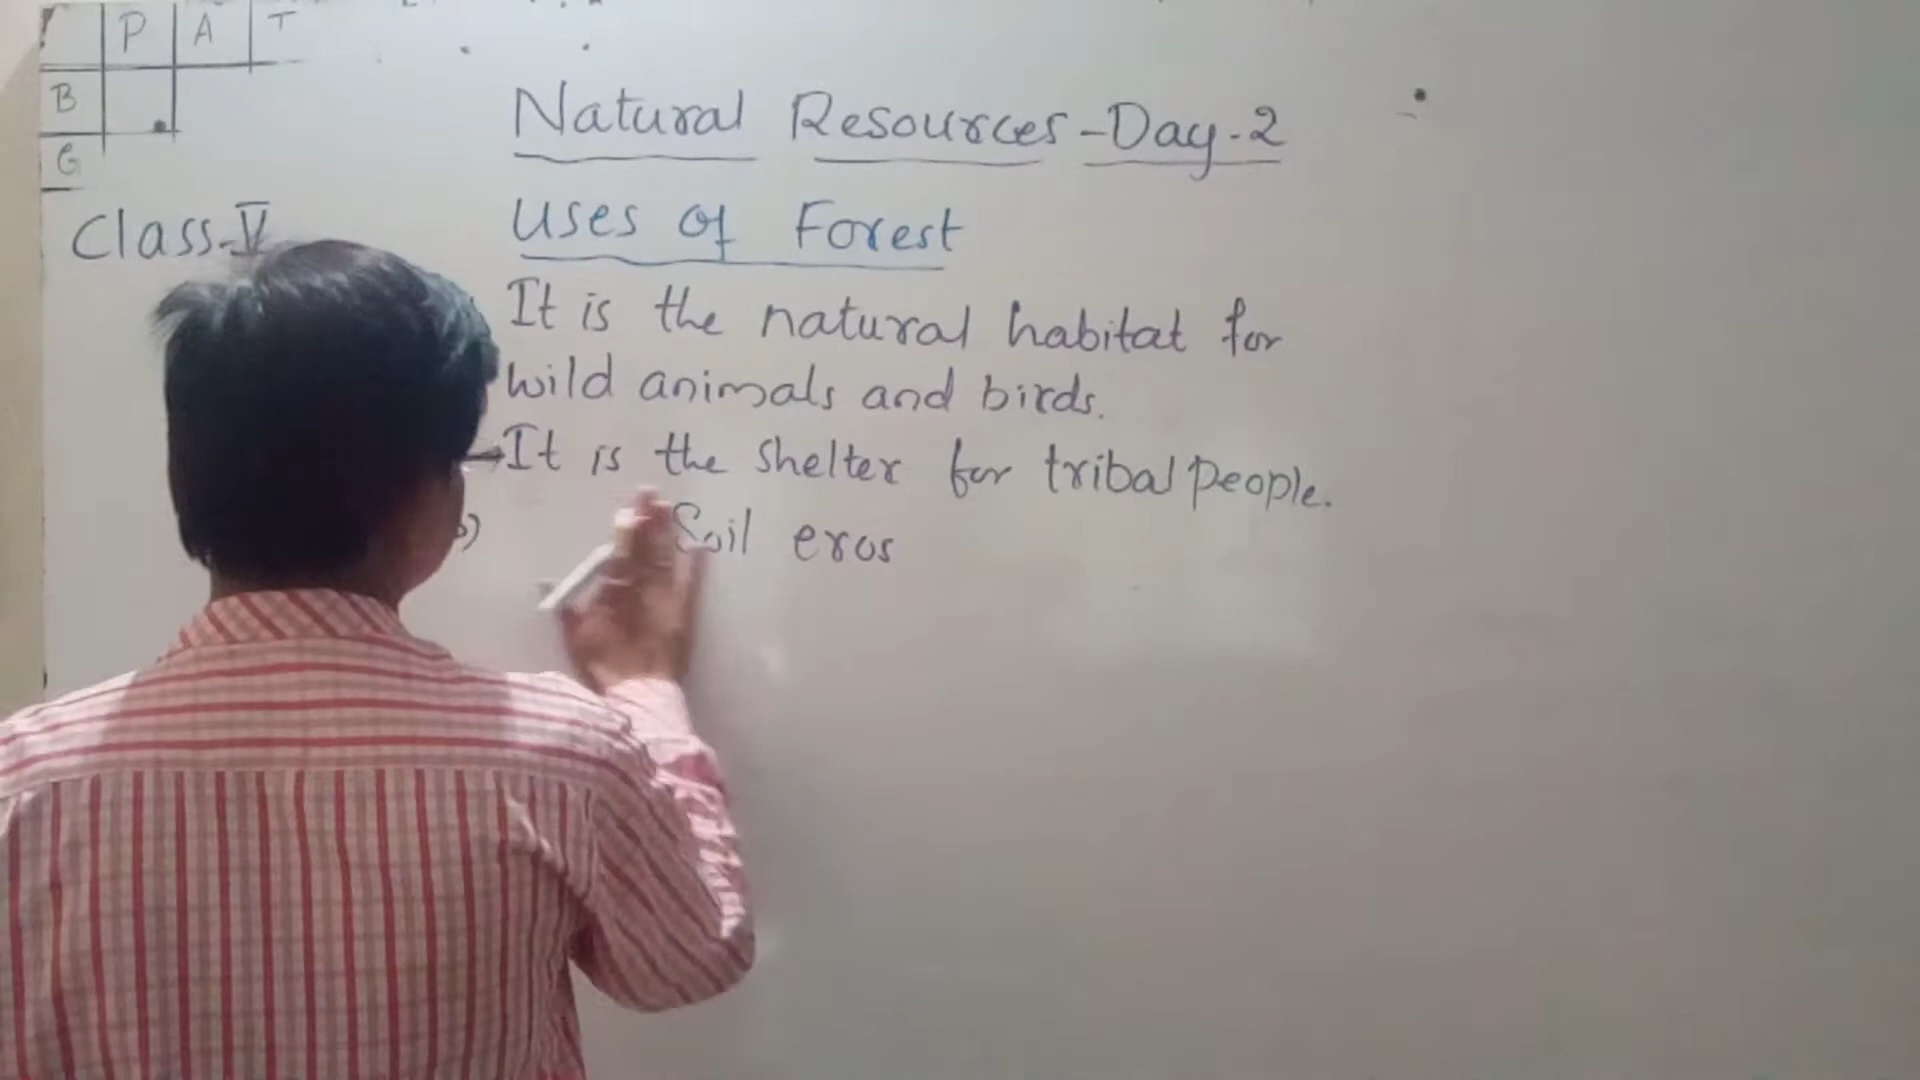 P A T
B
G
Natural Resources-Day-2
Class-V
Uses of Forest
It is the natural habitat for
wild animals and birds.
→It is the shelter for tribal people.
Soil eros